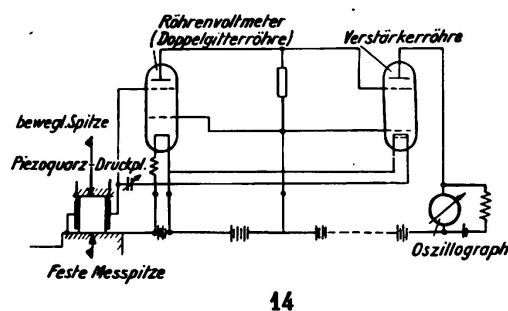 Röhrenvoltmeter
(Doppelgitterröhre)
Verstärkerröhre
bewegl. Spitze
Piezoquarz-Druckpl.
Oszillograph
Feste Messpitze
14